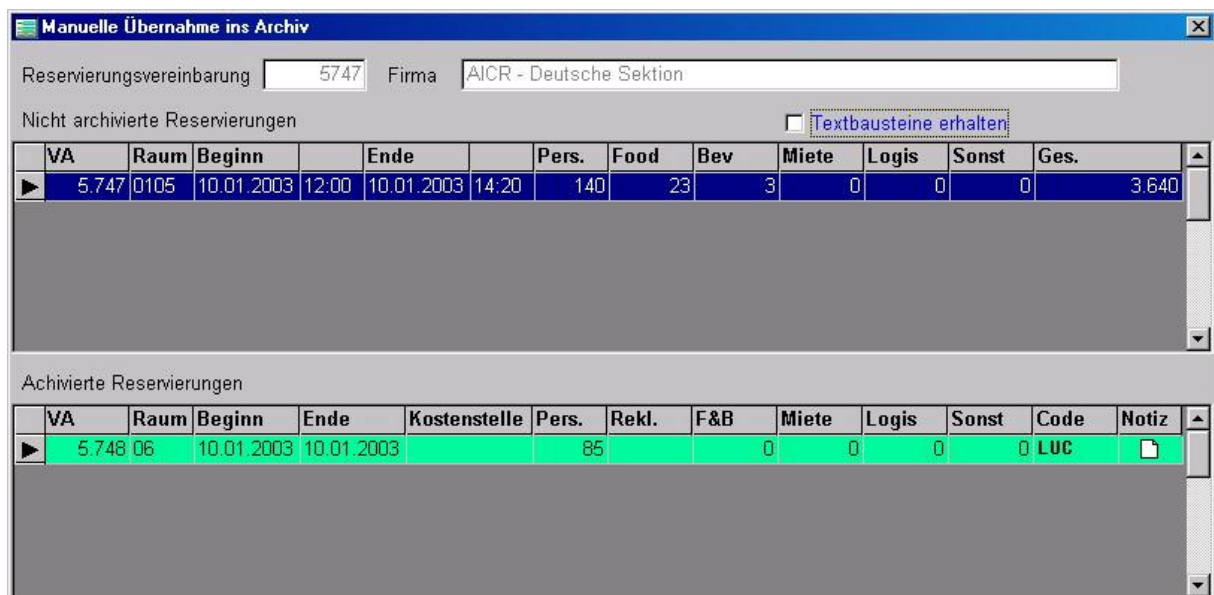 Manuelle Übernahme ins Archiv
Reservierungsvereinbarung 5747 Firma AICR - Deutsche Sektion
Nicht archivierte Reservierungen Textbausteine erhalten
VA Raum Beginn Ende Pers. Food Bev Miete Logis Sonst Ges.
5.747 0105 10.01.2003 12:00 10.01.2003 14:20 140 23 3 0 0 0 3.640
Achivierte Reservierungen
VA Raum Beginn Ende Kostenstelle Pers. Rekl. F&B Miete Logis Sonst Code Notiz
5.748 06 10.01.2003 10.01.2003 85 0 0 0 0 LUC